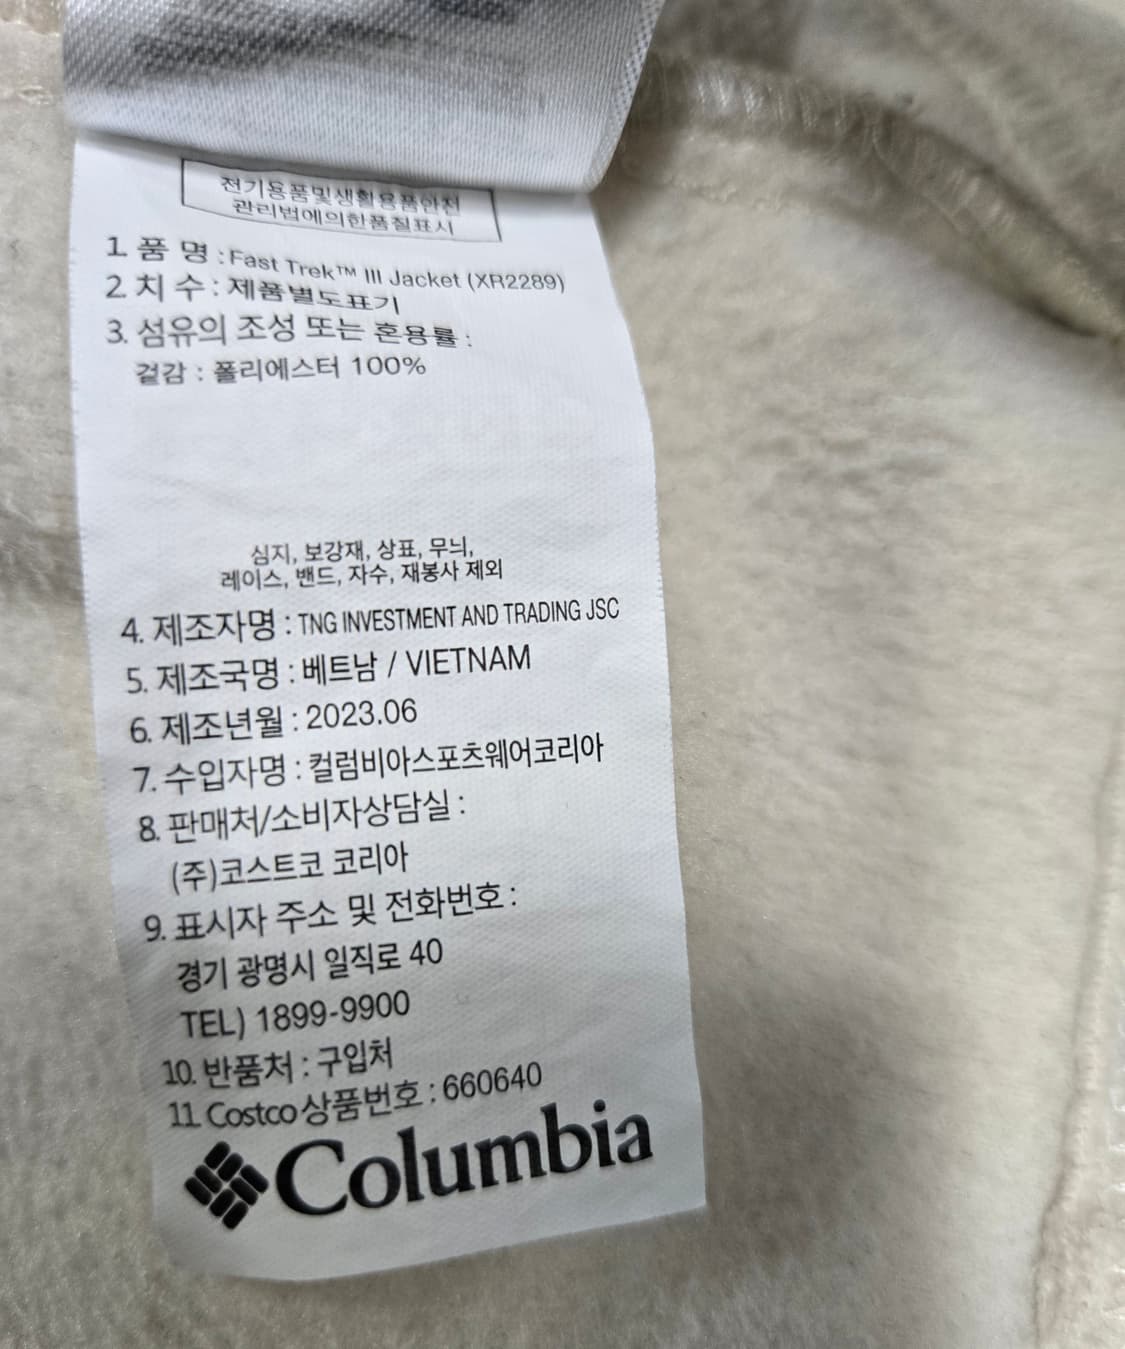 전기용품및생활용품안전
관리법에의한품질표시
1. 품 명 : Fast Trek™ III Jacket (XR2289)
2. 치 수 : 제품별도표기
3. 섬유의 조성 또는 혼용률 :
겉감 : 폴리에스터 100%
심지, 보강재, 상표, 무늬,
레이스, 밴드, 자수, 재봉사 제외
4. 제조자명 : TNG INVESTMENT AND TRADING JSC
5. 제조국명 : 베트남 / VIETNAM
6. 제조년월 : 2023.06
7. 수입자명 : 컬럼비아스포츠웨어코리아
8. 판매처/소비자상담실 :
(주)코스트코 코리아
9. 표시자 주소 및 전화번호 :
경기 광명시 일직로 40
TEL) 1899-9900
10. 반품처 : 구입처
11. Costco 상품번호 : 660640
Columbia